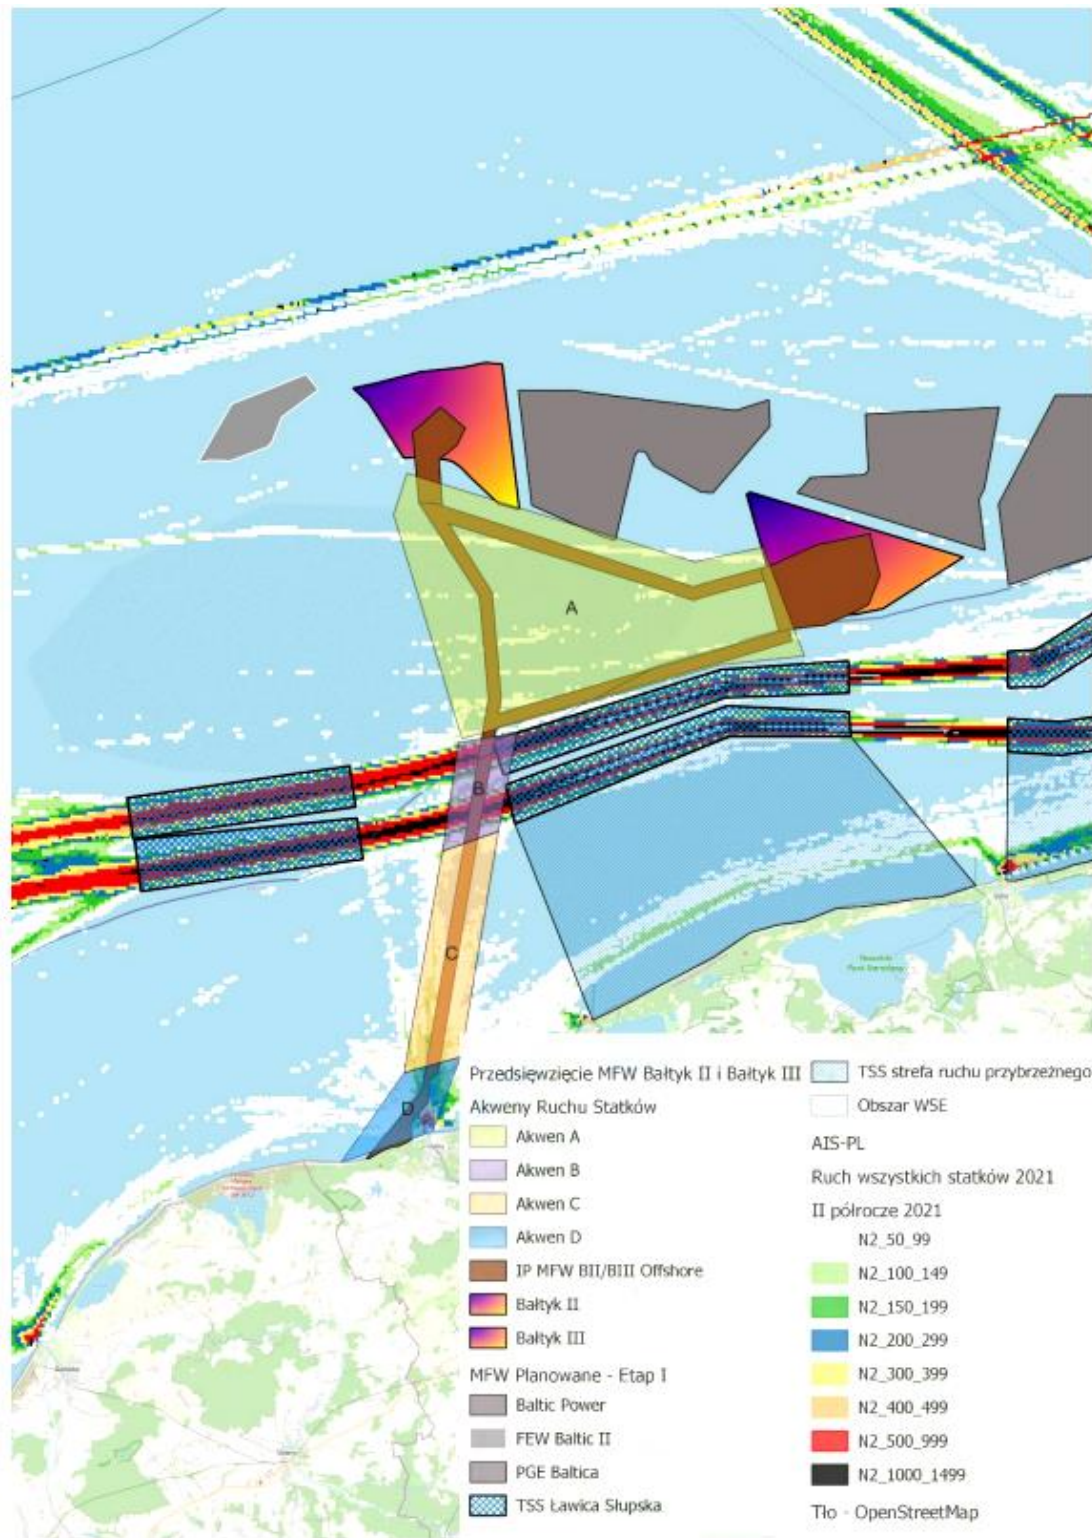 A
B
C
D
Przedsięwzięcie MFW Bałtyk II i Bałtyk III
Akweny Ruchu Statków
Akwen A
Akwen B
Akwen C
Akwen D
IP MFW BII/BIII Offshore
Bałtyk II
Bałtyk III
MFW Planowane - Etap I
Baltic Power
FEW Baltic II
PGE Baltica
TSS Ławica Słupska
TSS strefa ruchu przybrzeżnego
Obszar WSE
AIS-PL
Ruch wszystkich statków 2021
II półrocze 2021
N2_50_99
N2_100_149
N2_150_199
N2_200_299
N2_300_399
N2_400_499
N2_500_999
N2_1000_1499
Tło - OpenStreetMap